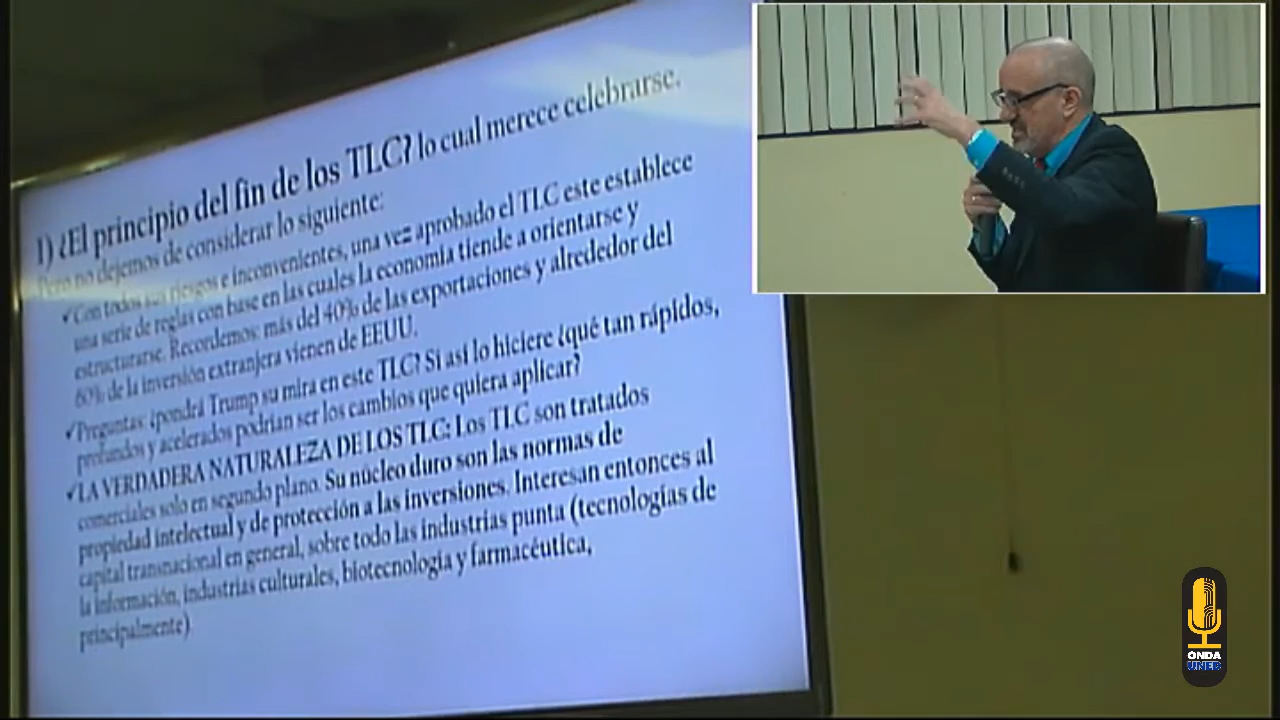 1) ¿El principio del fin de los TLC? lo cual merece celebrarse.
Pero no dejemos de considerar lo siguiente:
✓Con todos sus riesgos e inconvenientes, una vez aprobado el TLC este establece
una serie de reglas con base en las cuales la economía tiende a orientarse y
estructurarse. Recordemos: más del 40% de las exportaciones y alrededor del
60% de la inversión extranjera vienen de EEUU.
✓Preguntas: ¿pondrá Trump su mira en este TLC? Si así lo hiciere ¿qué tan rápidos,
profundos y acelerados podrían ser los cambios que quiera aplicar?
✓LA VERDADERA NATURALEZA DE LOS TLC: Los TLC son tratados
comerciales solo en segundo plano. Su núcleo duro son las normas de
propiedad intelectual y de protección a las inversiones. Interesan entonces al
capital transnacional en general, sobre todo las industrias punta (tecnologías de
la información, industrias culturales, biotecnología y farmacéutica,
principalmente)
ONDA
UNED